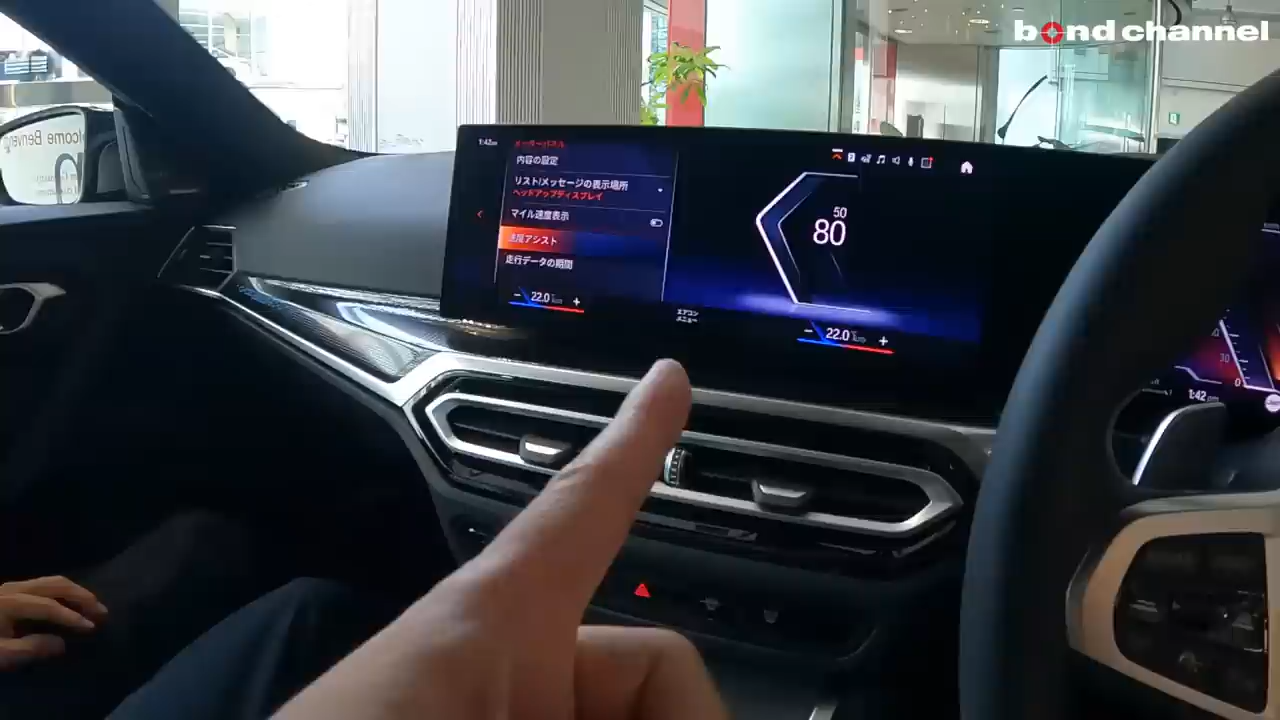 bond channel
1:42
内容の設定
リスト/メッセージの表示場所
ヘッドアップディスプレイ
マイル速度表示
速度アシスト
走行データの期間
50
80
- 22.0 +
エアコン
メニュー
- 22.0 +
30
0
1:42 pm